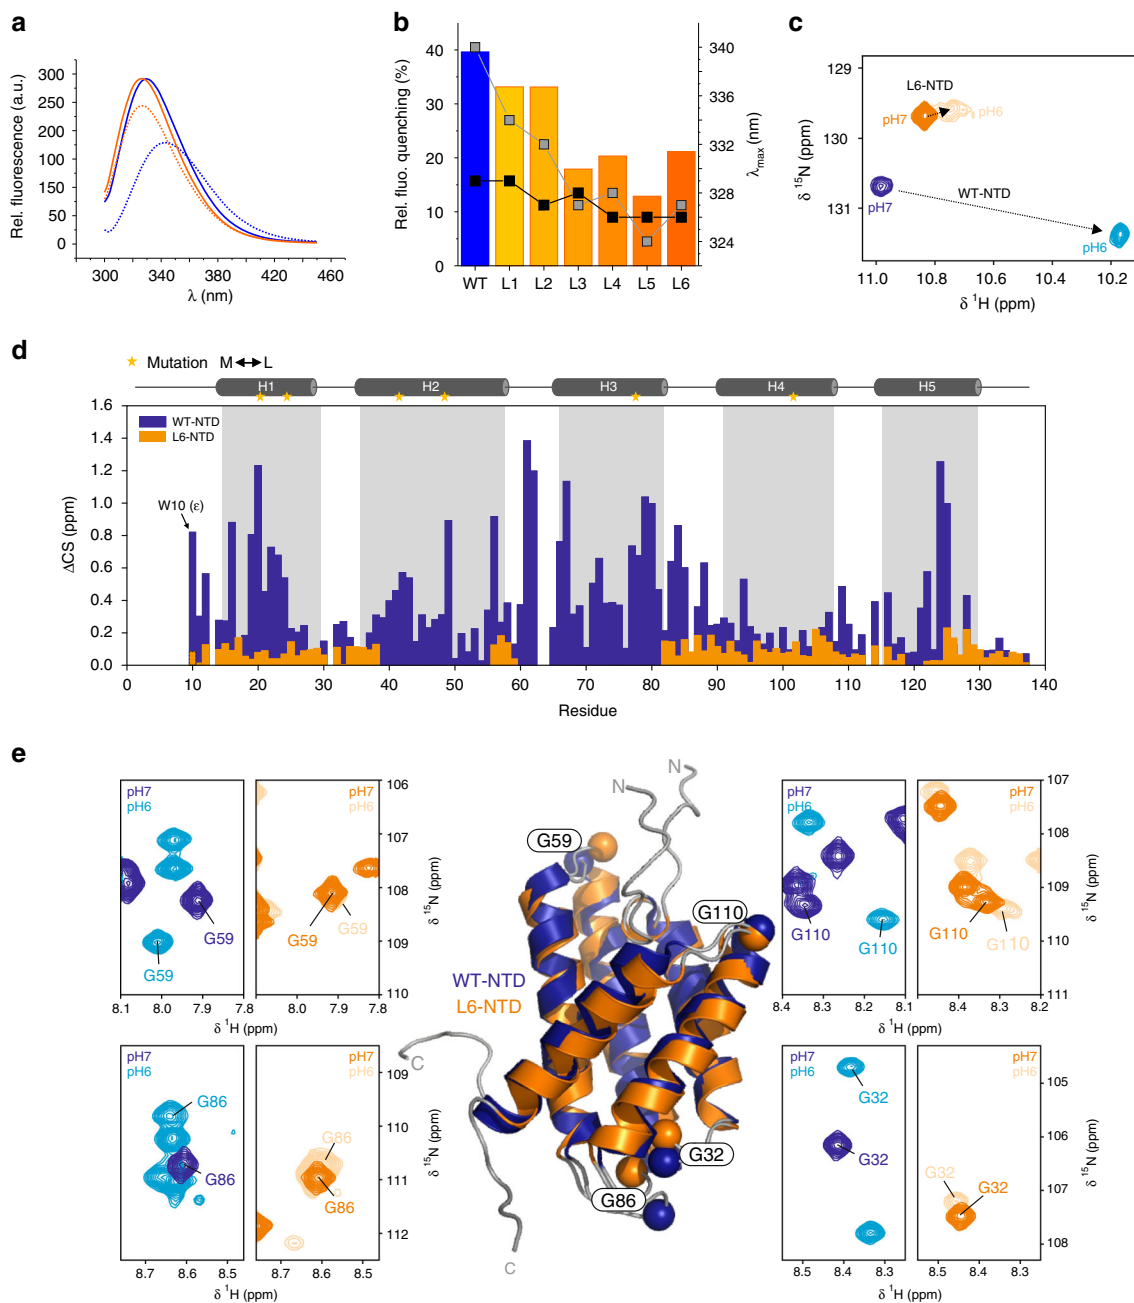 a
Rel. fluorescence (a.u.)
300
250
200
150
100
50
0
300 340 380 420 460
λ (nm)
b
Rel. fluo. quenching (%)
40
30
20
10
0
WT L1 L2 L3 L4 L5 L6
340
336
332
328
324
λmax (nm)
c
δ 15N (ppm)
129
130
131
L6-NTD
pH7
pH6
WT-NTD
pH7
pH6
11.0 10.8 10.6 10.4 10.2
δ 1H (ppm)
d
Mutation M L
H1 H2 H3 H4 H5
WT-NTD
L6-NTD
W10 (ε)
ΔCS (ppm)
1.6
1.4
1.2
1.0
0.8
0.6
0.4
0.2
0.0
0 10 20 30 40 50 60 70 80 90 100 110 120 130 140
Residue
e
pH7
pH6
G59
G59
8.1 8.0 7.9 7.8
δ 1H (ppm)
pH7
pH6
G59
G59
8.0 7.9 7.8
106
107
108
109
110
δ 15N (ppm)
pH7
pH6
G86
G86
8.7 8.6 8.5
δ 1H (ppm)
pH7
pH6
G86
G86
8.7 8.6 8.5
109
110
111
112
δ 15N (ppm)
N
N
G59
G110
WT-NTD
L6-NTD
C
G32
G86
C
pH7
pH6
G110
G110
8.4 8.3 8.2 8.1
δ 1H (ppm)
pH7
pH6
G110
G110
8.4 8.3 8.2
107
108
109
110
111
δ 15N (ppm)
pH7
pH6
G32
G32
8.5 8.4 8.3
δ 1H (ppm)
pH7
pH6
G32
G32
8.5 8.4 8.3
105
106
107
108
δ 15N (ppm)